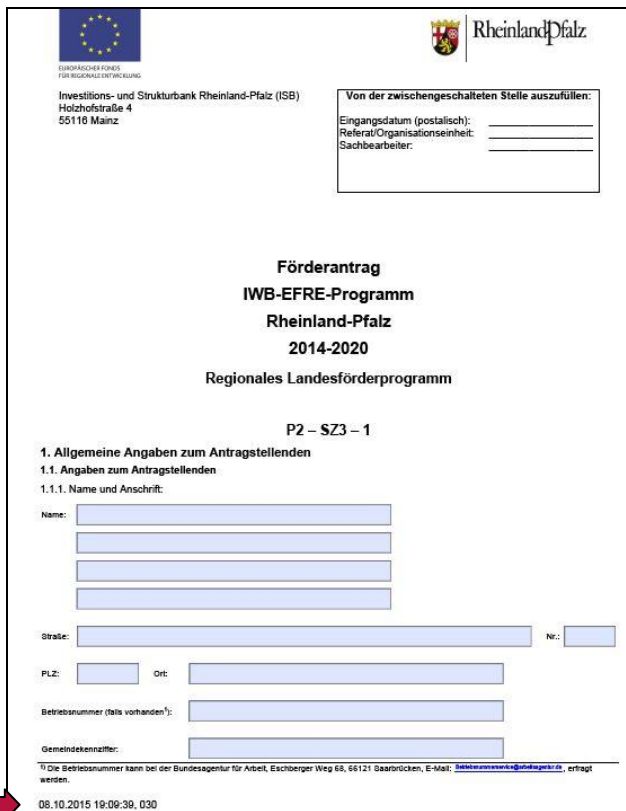 EUROPÄISCHER FONDS
FÜR REGIONALE ENTWICKLUNG
RheinlandPfalz
Investitions- und Strukturbank Rheinland-Pfalz (ISB)
Holzhofstraße 4
55116 Mainz
Von der zwischengeschalteten Stelle auszufüllen:
Eingangsdatum (postalisch):
Referat/Organisationseinheit:
Sachbearbeiter:
Förderantrag
IWB-EFRE-Programm
Rheinland-Pfalz
2014-2020
Regionales Landesförderprogramm
P2 – SZ3 – 1
1. Allgemeine Angaben zum Antragstellenden
1.1. Angaben zum Antragstellenden
1.1.1. Name und Anschrift:
Name:
Straße: Nr.:
PLZ: Ort:
Betriebsnummer (falls vorhanden¹):
Gemeindekennziffer:
¹) Die Betriebsnummer kann bei der Bundesagentur für Arbeit, Eschberger Weg 68, 66121 Saarbrücken, E-Mail: Betriebsnummernservice@arbeitsagentur.de , erfragt
werden.
08.10.2015 19:09:39, 030